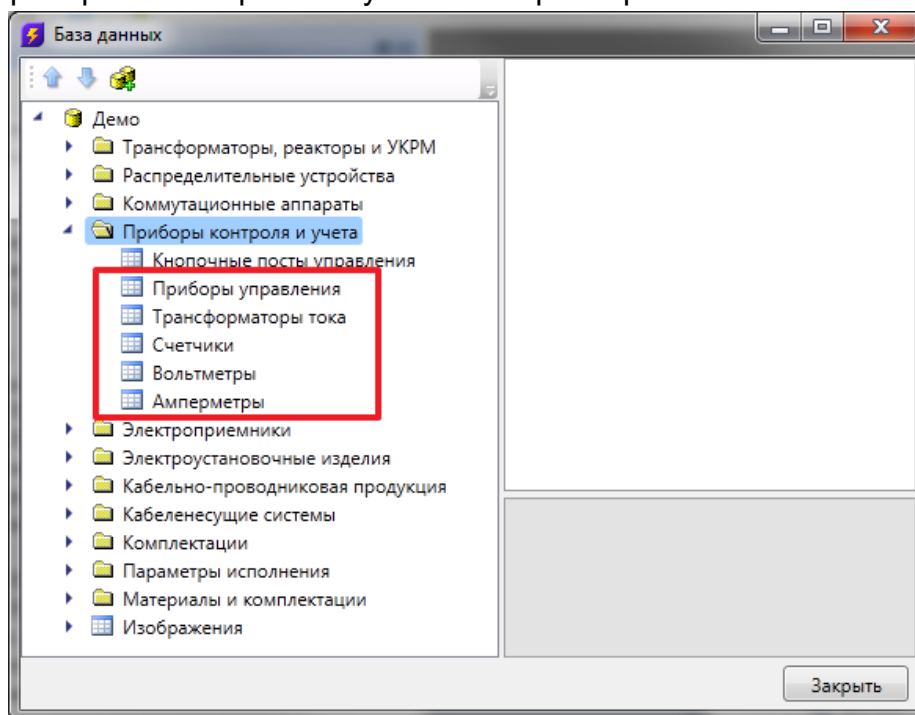 База данных
Демо
Трансформаторы, реакторы и УКРМ
Распределительные устройства
Коммутационные аппараты
Приборы контроля и учета
Кнопочные посты управления
Приборы управления
Трансформаторы тока
Счетчики
Вольтметры
Амперметры
Электроприемники
Электроустановочные изделия
Кабельно-проводниковая продукция
Кабеленесущие системы
Комплектации
Параметры исполнения
Материалы и комплектации
Изображения
Закрыть